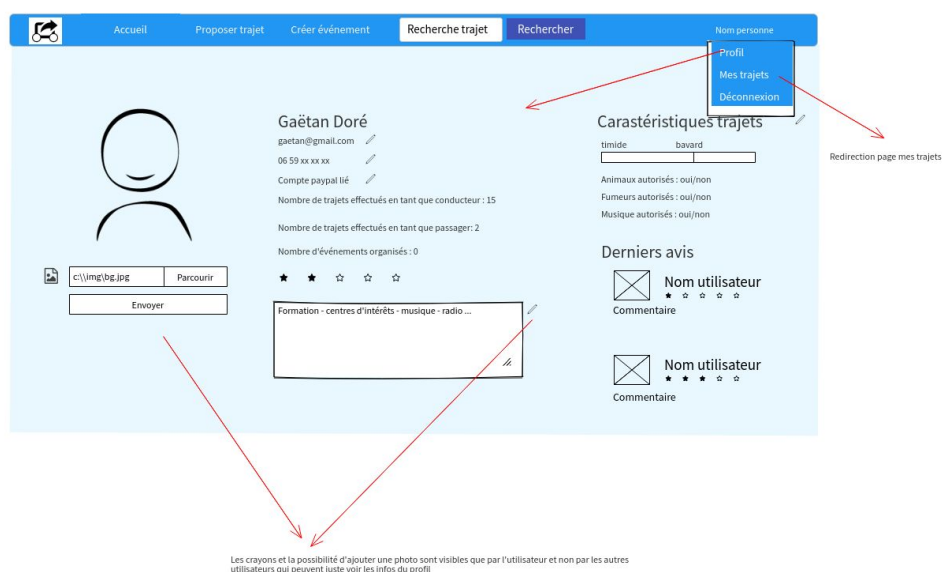 Accueil
Proposer trajet
Créer événement
Recherche trajet
Rechercher
Nom personne
Profil
Mes trajets
Déconnexion
Redirection page mes trajets
c:\\img\bg.jpg
Parcourir
Envoyer
Gaëtan Doré
gaetan@gmail.com
06 59 xx xx xx
Compte paypal lié
Nombre de trajets effectués en tant que conducteur : 15
Nombre de trajets effectués en tant que passager: 2
Nombre d'événements organisés : 0
Formation - centres d'intérêts - musique - radio ...
Carastéristiques trajets
timide bavard
Animaux autorisés : oui/non
Fumeurs autorisés : oui/non
Musique autorisés : oui/non
Derniers avis
Nom utilisateur
Commentaire
Nom utilisateur
Commentaire
Les crayons et la possibilité d'ajouter une photo sont visibles que par l'utilisateur et non par les autres
utilisateurs qui peuvent juste voir les infos du profil